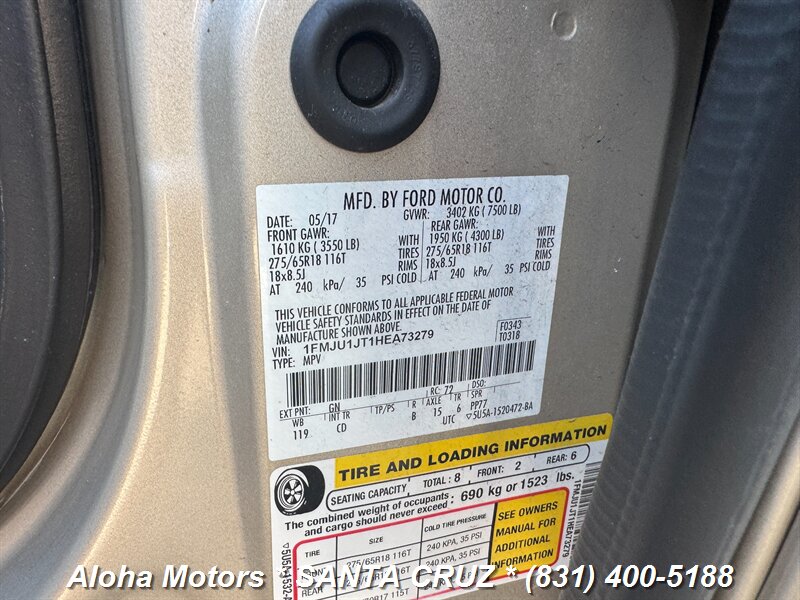 MFD. BY FORD MOTOR CO.
DATE: 05/17 GVWR: 3402 KG ( 7500 LB)
FRONT GAWR: REAR GAWR:
1610 KG ( 3550 LB) WITH 1950 KG ( 4300 LB) WITH
275/65R18 116T TIRES 275/65R18 116T TIRES
18x8.5J RIMS 18x8.5J RIMS
AT 240 kPa/ 35 PSI COLD AT 240 kPa/ 35 PSI COLD
THIS VEHICLE CONFORMS TO ALL APPLICABLE FEDERAL MOTOR
VEHICLE SAFETY STANDARDS IN EFFECT ON THE DATE OF
MANUFACTURE SHOWN ABOVE.
VIN: 1FMJU1JT1HEA73279
TYPE: MPV
F0343
T0318
RC: 72 DSO:
EXT PNT: GN
WB INT TR TP/PS R AXLE TR SPR
119 CD B 15 6 PP77
UTC ▽5U5A-1520472-BA
TIRE AND LOADING INFORMATION
SEATING CAPACITY TOTAL: 8 FRONT: 2 REAR: 6
The combined weight of occupants and cargo should never exceed: 690 kg or 1523 lbs.
TIRE SIZE COLD TIRE PRESSURE
275/65R18 116T 240 KPA, 35 PSI
REAR 240 KPA, 35 PSI
SEE OWNERS
MANUAL FOR
ADDITIONAL
INFORMATION
1FMJU1JT1HEA73279
Aloha Motors * SANTA CRUZ * (831) 400-5188